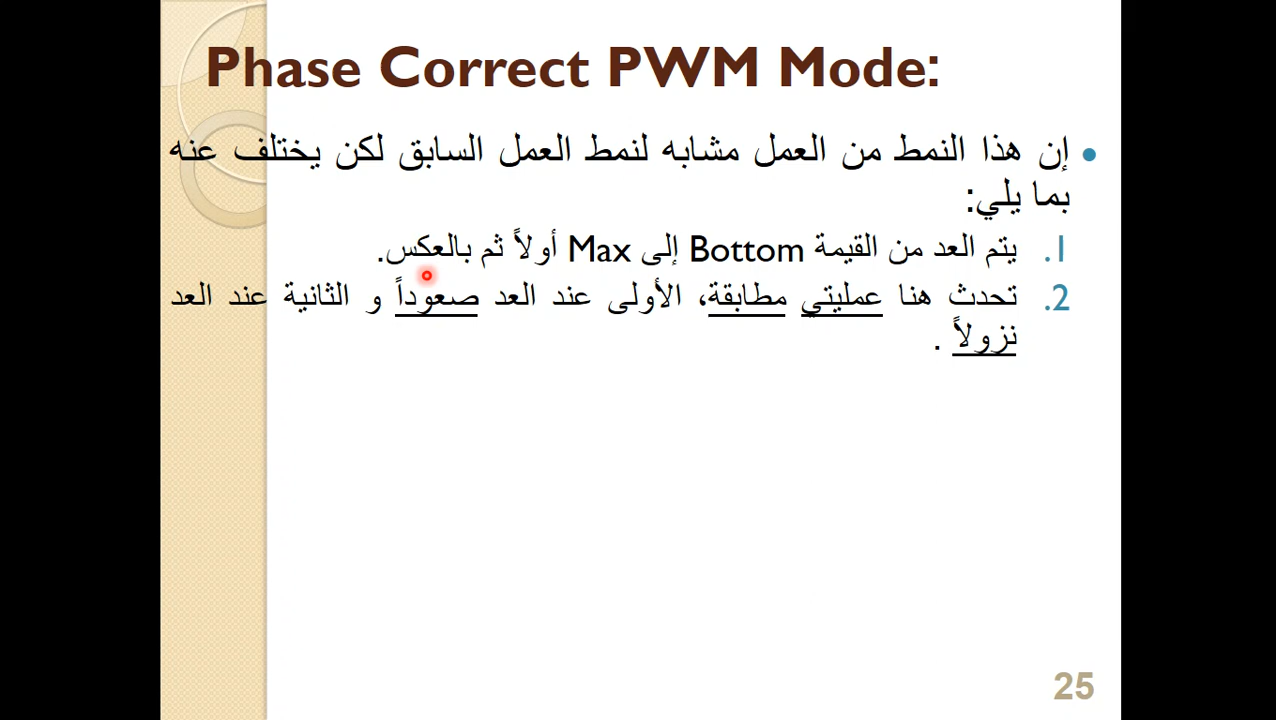 Phase Correct PWM Mode:
• إن هذا النمط من العمل مشابه لنمط العمل السابق لكن يختلف عنه
بما يلي:
1. يتم العد من القيمة Bottom إلى Max أولاً ثم بالعكس.
2. تحدث هنا عمليتي مطابقة، الأولى عند العد صعوداً و الثانية عند العد
نزولاً .
25